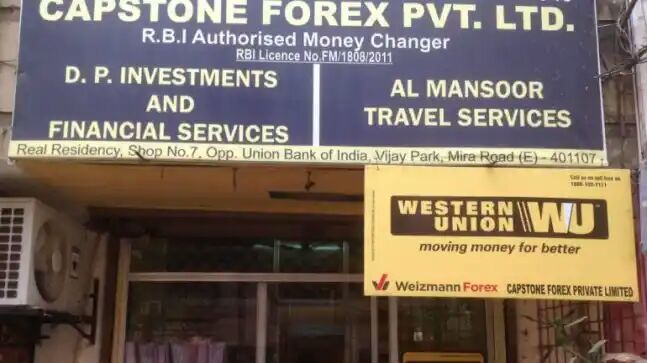 CAPSTONE FOREX PVT. LTD.
R.B.I Authorised Money Changer
RBI Licence No.FM/1808/2011
D. P. INVESTMENTS
AND
FINANCIAL SERVICES
AL MANSOOR
TRAVEL SERVICES
Real Residency, Shop No.7, Opp. Union Bank of India, Vijay Park, Mira Road (E) - 401107
WESTERN
UNION
WU
moving money for better
Weizmann Forex
CAPSTONE FOREX PRIVATE LIMITED